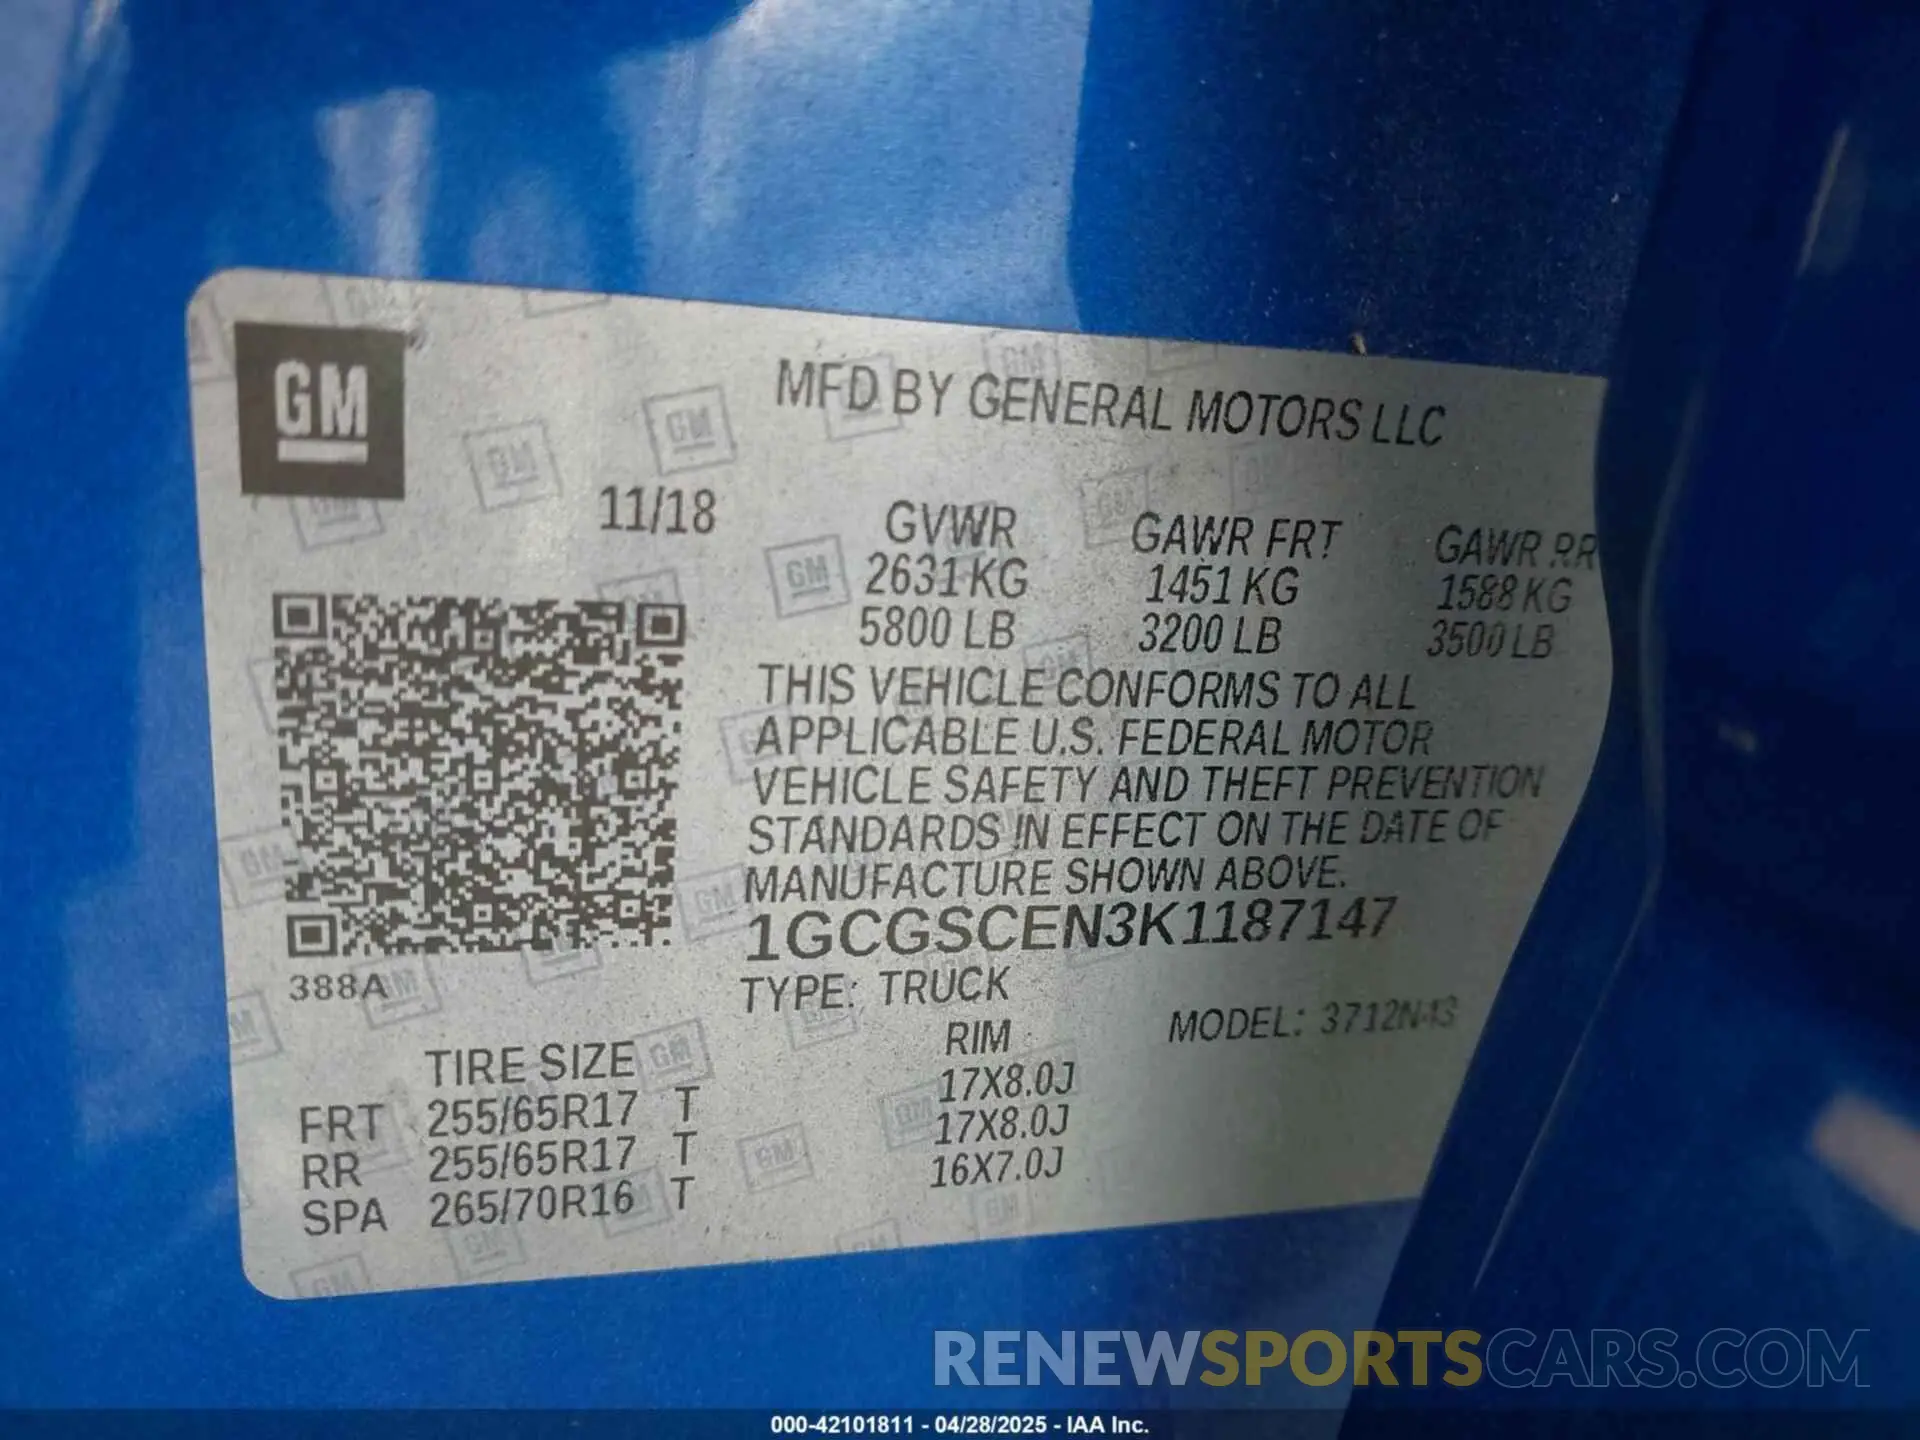 GM
MFD BY GENERAL MOTORS LLC
11/18
GVWR GAWR FRT GAWR RR
2631 KG 1451 KG 1588 KG
5800 LB 3200 LB 3500 LB
THIS VEHICLE CONFORMS TO ALL
APPLICABLE U.S. FEDERAL MOTOR
VEHICLE SAFETY AND THEFT PREVENTION
STANDARDS IN EFFECT ON THE DATE OF
MANUFACTURE SHOWN ABOVE.
1GCGSCEN3K1187147
388A
TYPE: TRUCK
MODEL: 3712N43
TIRE SIZE RIM
FRT 255/65R17 T 17X8.0J
RR 255/65R17 T 17X8.0J
SPA 265/70R16 T 16X7.0J
RENEWSPORTSCARS.COM
000-42101811 - 04/28/2025 - IAA Inc.